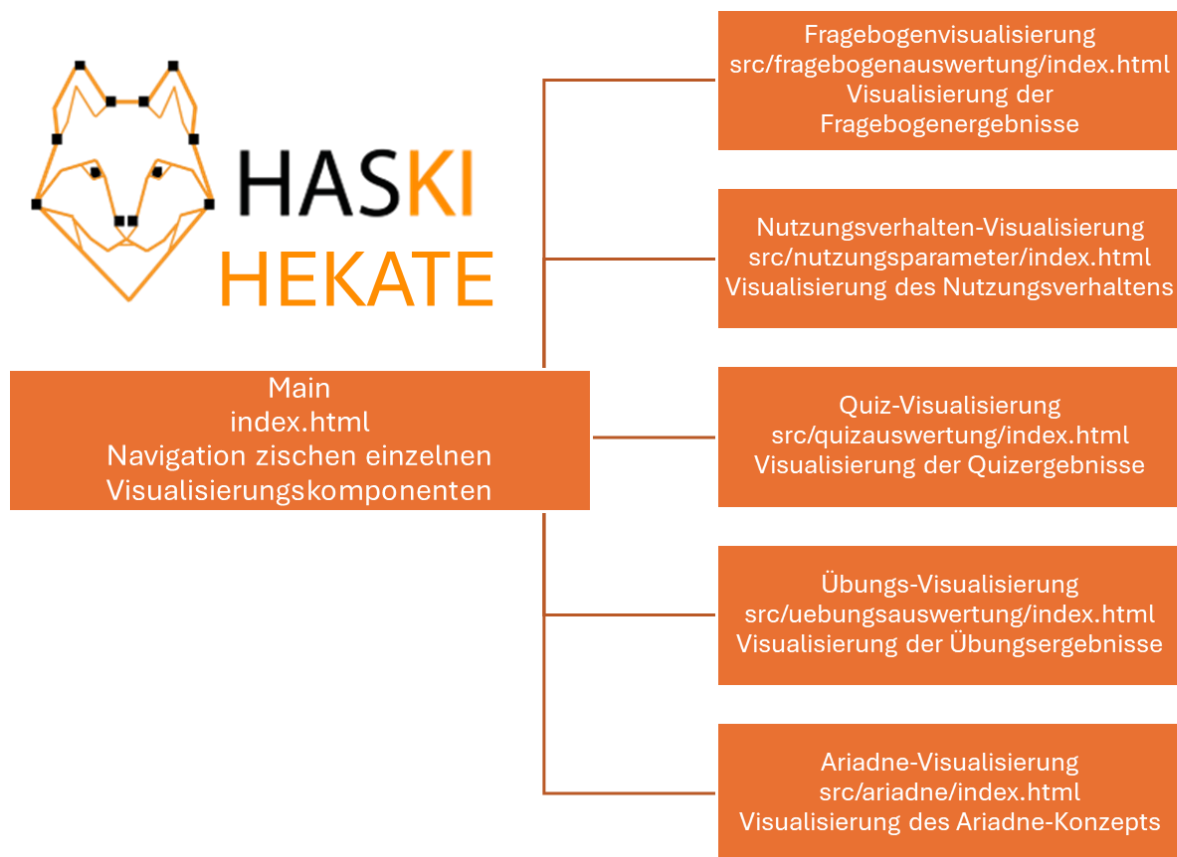 HASKI
HEKATE
Main
index.html
Navigation zischen einzelnen
Visualisierungskomponenten
Fragebogenvisualisierung
src/fragebogenauswertung/index.html
Visualisierung der
Fragebogenergebnisse
Nutzungsverhalten-Visualisierung
src/nutzungsparameter/index.html
Visualisierung des Nutzungsverhaltens
Quiz-Visualisierung
src/quizauswertung/index.html
Visualisierung der Quizergebnisse
Übungs-Visualisierung
src/uebungsauswertung/index.html
Visualisierung der Übungsergebnisse
Ariadne-Visualisierung
src/ariadne/index.html
Visualisierung des Ariadne-Konzepts